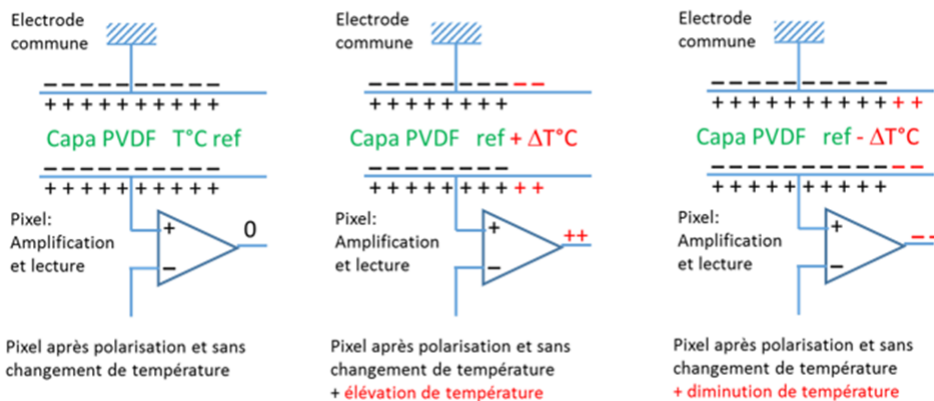 Electrode
commune
− − − − − − − − − −
+ + + + + + + + + +
Capa PVDF T°C ref
− − − − − − − − − −
+ + + + + + + + + +
Pixel:
Amplification
et lecture
+
−
0
Pixel après polarisation et sans
changement de température
Electrode
commune
− − − − − − − − − −
+ + + + + + + +
Capa PVDF ref + ΔT°C
− − − − − − − −
+ + + + + + + + + +
Pixel:
Amplification
et lecture
+
−
++
Pixel après polarisation et sans
changement de température
+ élévation de température
Electrode
commune
− − − − − − − − − −
+ + + + + + + + + + + +
Capa PVDF ref - ΔT°C
− − − − − − − − − − − −
+ + + + + + + + + +
Pixel:
Amplification
et lecture
+
−
− −
Pixel après polarisation et sans
changement de température
+ diminution de température